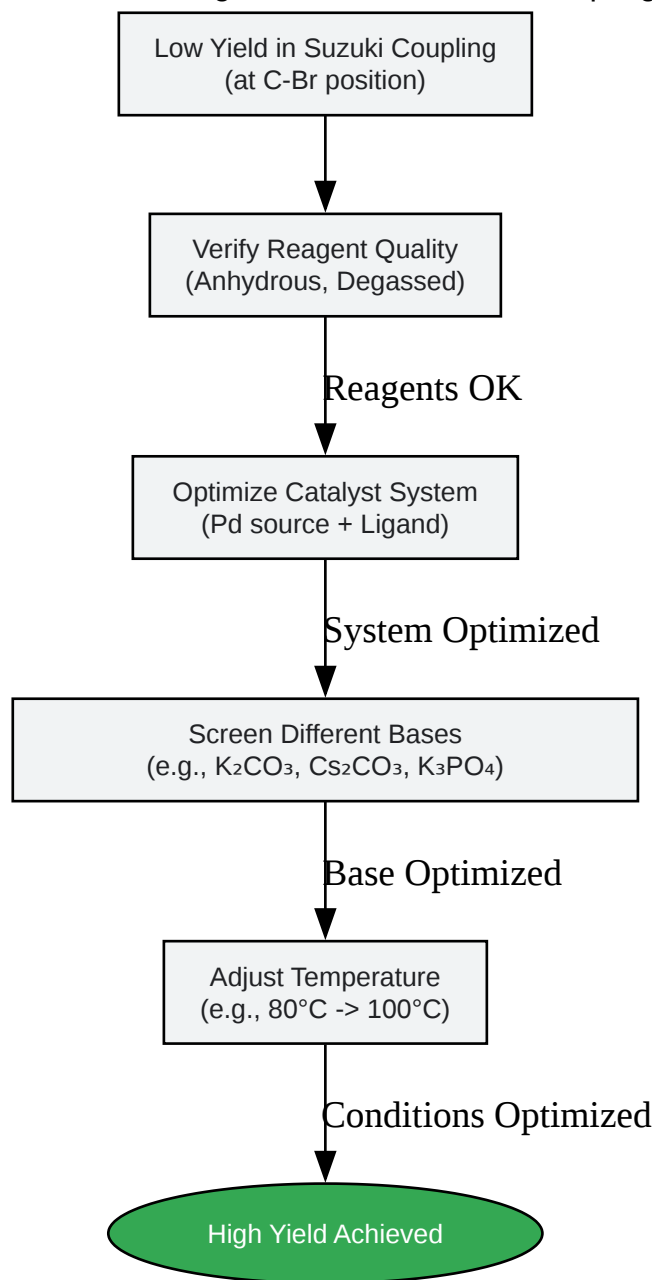 Low Yield in Suzuki Coupling
(at C-Br position)
Verify Reagent Quality
(Anhydrous, Degassed)
Reagents OK
Optimize Catalyst System
(Pd source + Ligand)
System Optimized
Screen Different Bases
(e.g., K₂CO₃, Cs₂CO₃, K₃PO₄)
Base Optimized
Adjust Temperature
(e.g., 80°C -> 100°C)
Conditions Optimized
High Yield Achieved